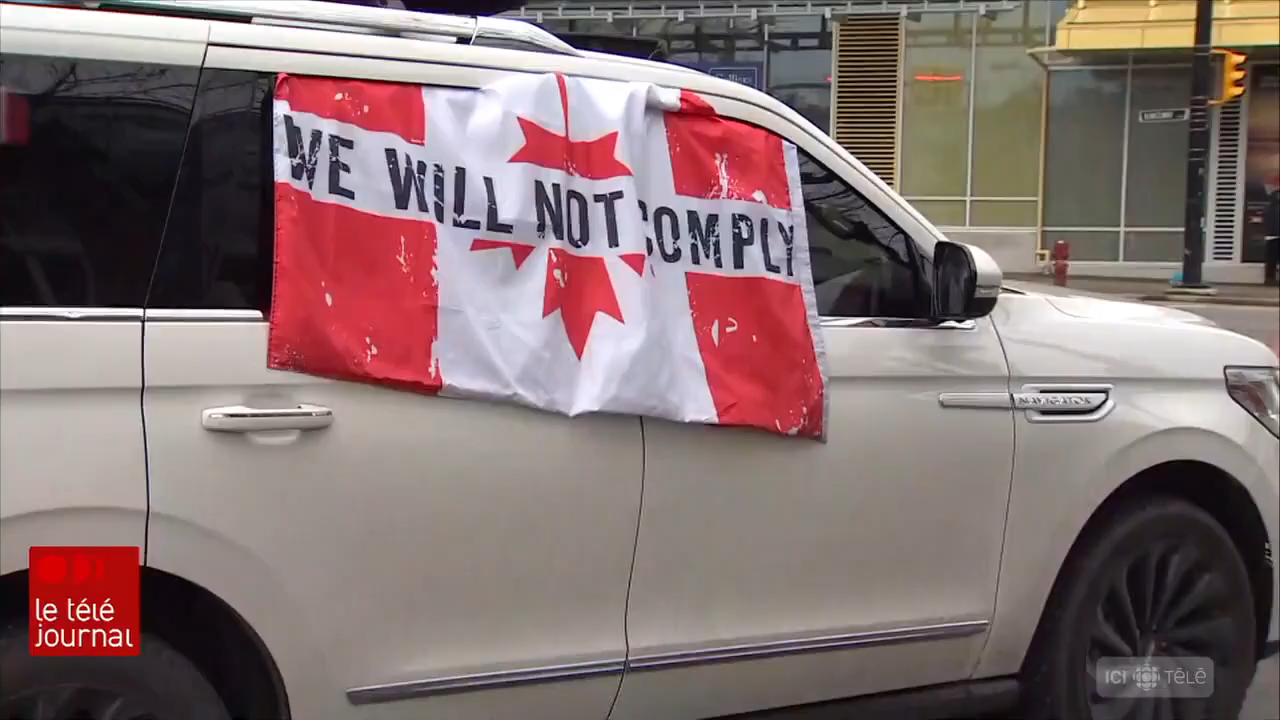 WE WILL NOT COMPLY
NAVIGATOR
le télé
journal
ICI TÉLÉ